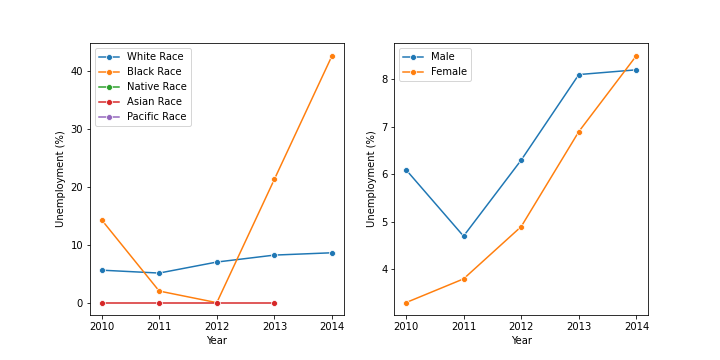 White Race
Black Race
Native Race
Asian Race
Pacific Race
Unemployment (%)
40
30
20
10
0
2010 2011 2012 2013 2014
Year
Male
Female
Unemployment (%)
8
7
6
5
4
2010 2011 2012 2013 2014
Year